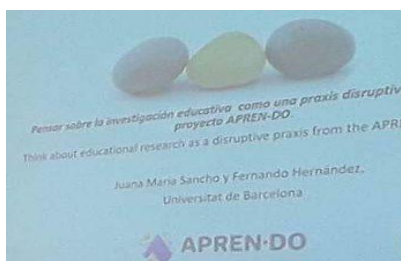 Pensar sobre la investigación educativa como una praxis disruptiv
proyecto APREN-DO.
Think about educational research as a disruptive praxis from the APR
Juana María Sancho y Fernando Hernández,
Universitat de Barcelona
APREN·DO